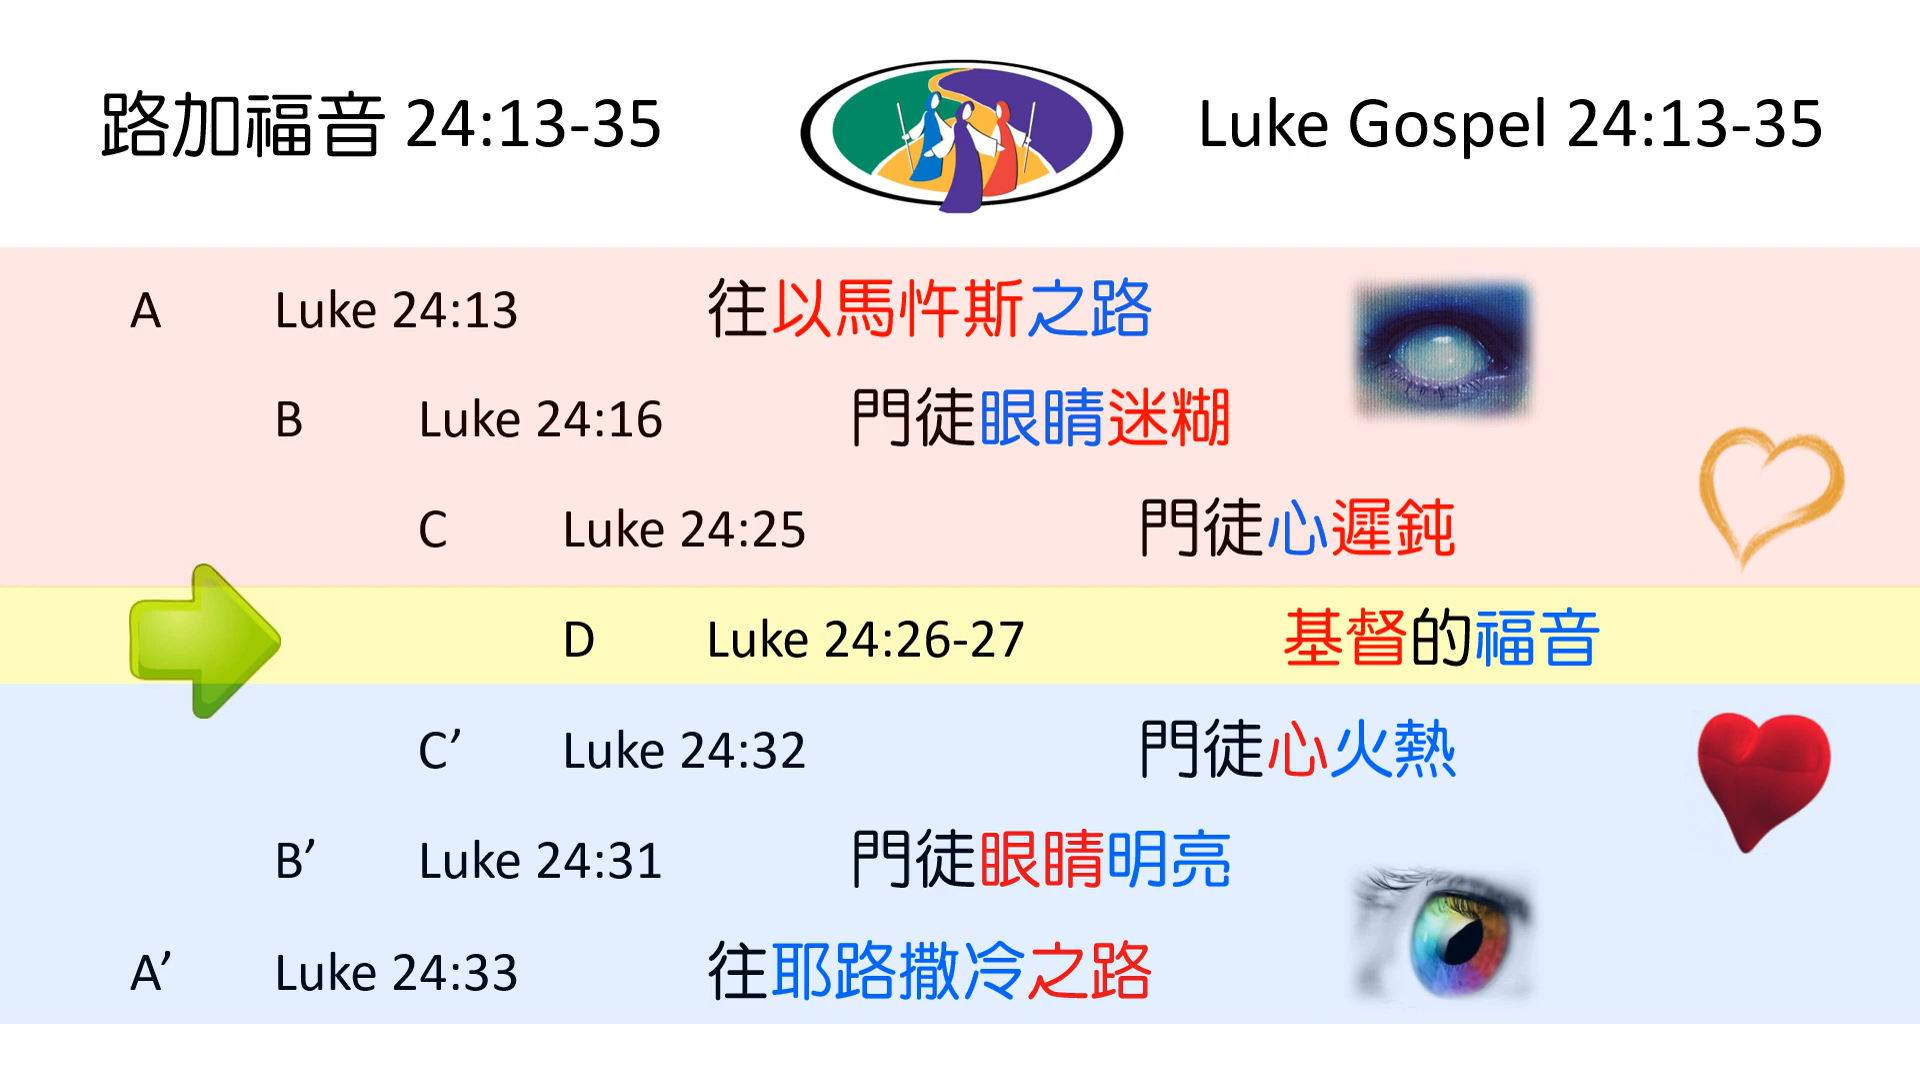 路加福音 24:13-35
Luke Gospel 24:13-35
A Luke 24:13 往以馬忤斯之路
B Luke 24:16 門徒眼睛迷糊
C Luke 24:25 門徒心遲鈍
D Luke 24:26-27 基督的福音
C’ Luke 24:32 門徒心火熱
B’ Luke 24:31 門徒眼睛明亮
A’ Luke 24:33 往耶路撒冷之路